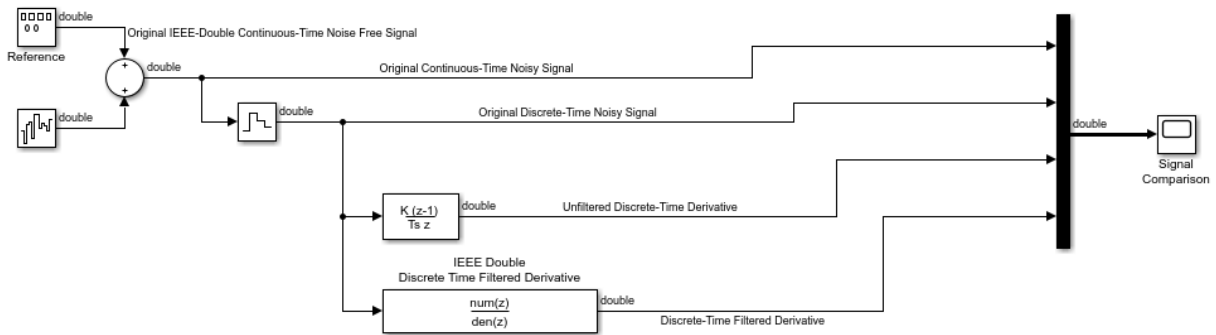 double
Reference
Original IEEE-Double Continuous-Time Noise Free Signal
+
+
double
Original Continuous-Time Noisy Signal
double
double
Original Discrete-Time Noisy Signal
double
Signal
Comparison
K (z-1)
Ts z
double
Unfiltered Discrete-Time Derivative
IEEE Double
Discrete Time Filtered Derivative
num(z)
den(z)
double
Discrete-Time Filtered Derivative